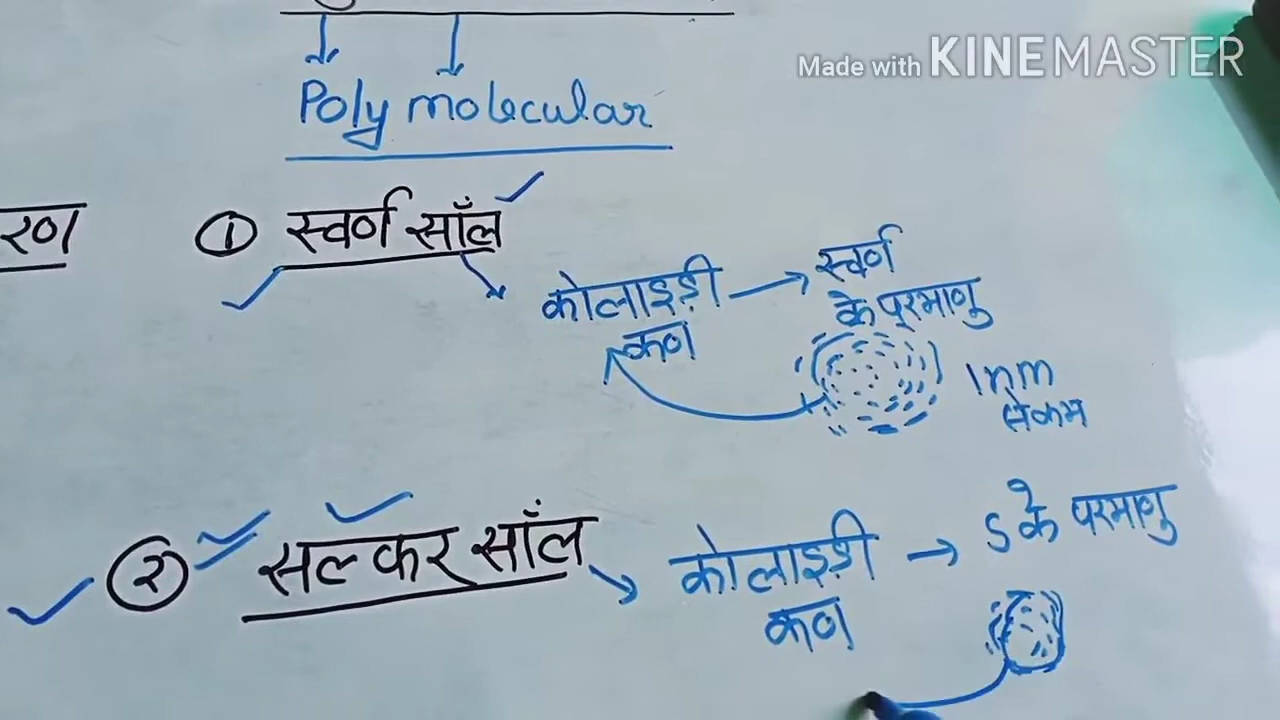 Made with KINEMASTER
Poly molecular
रण
① स्वर्ण सॉल
कोलाइड़ी → स्वर्ण
कण
के परमाणु
1nm
से कम
② सल्फर सॉल
कोलाइड़ी → S के परमाणु
कण